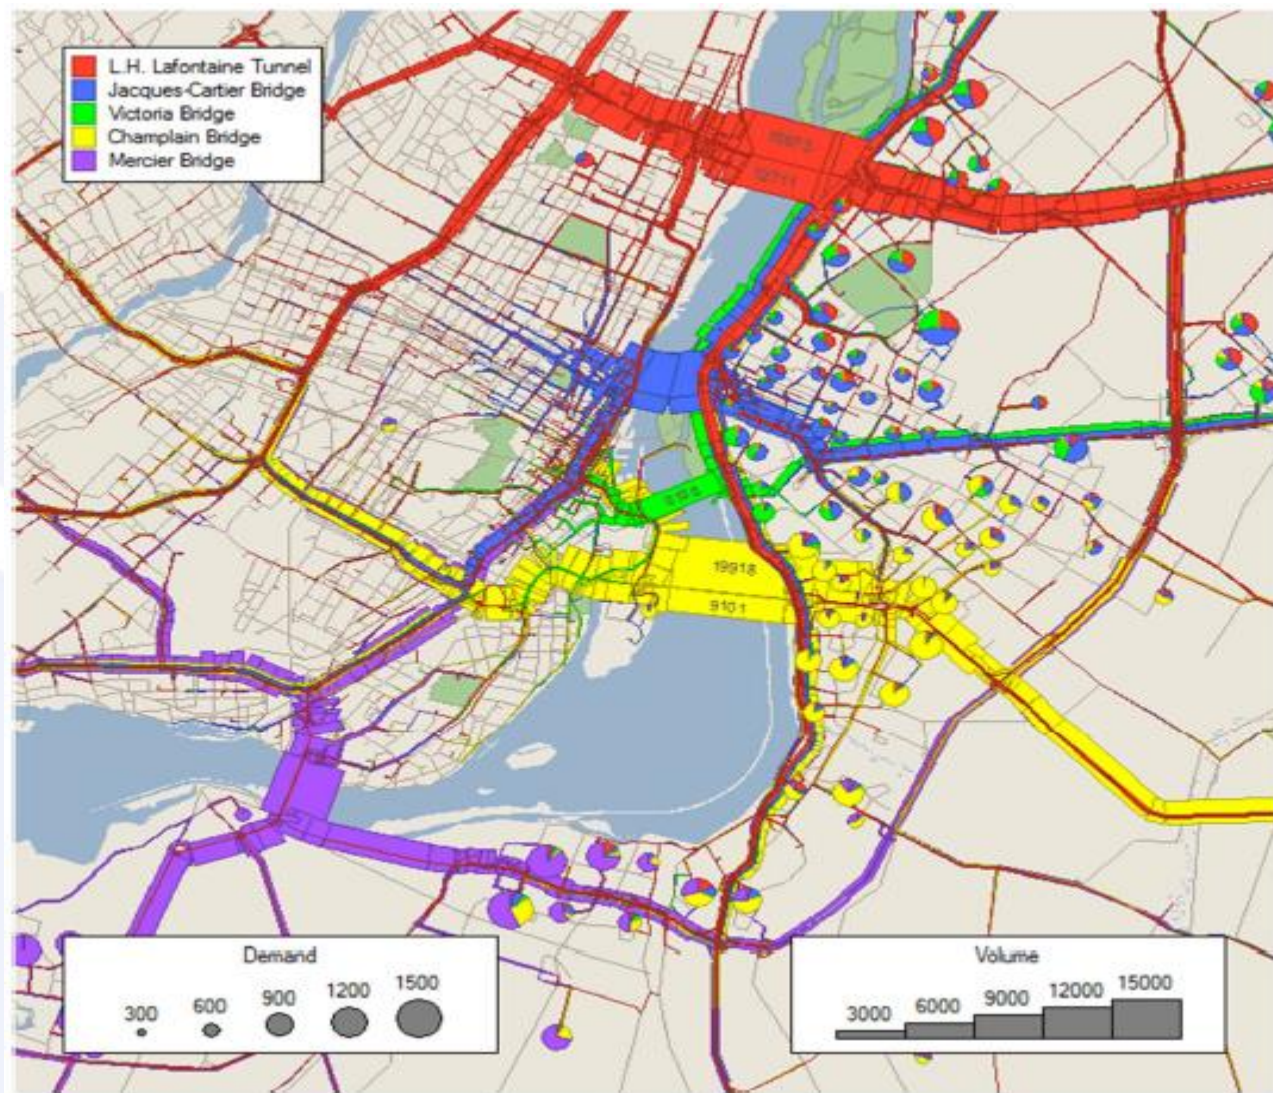 L.H. Lafontaine Tunnel
Jacques-Cartier Bridge
Victoria Bridge
Champlain Bridge
Mercier Bridge
19918
9101
Demand
300
600
900
1200
1500
Volume
3000
6000
9000
12000
15000